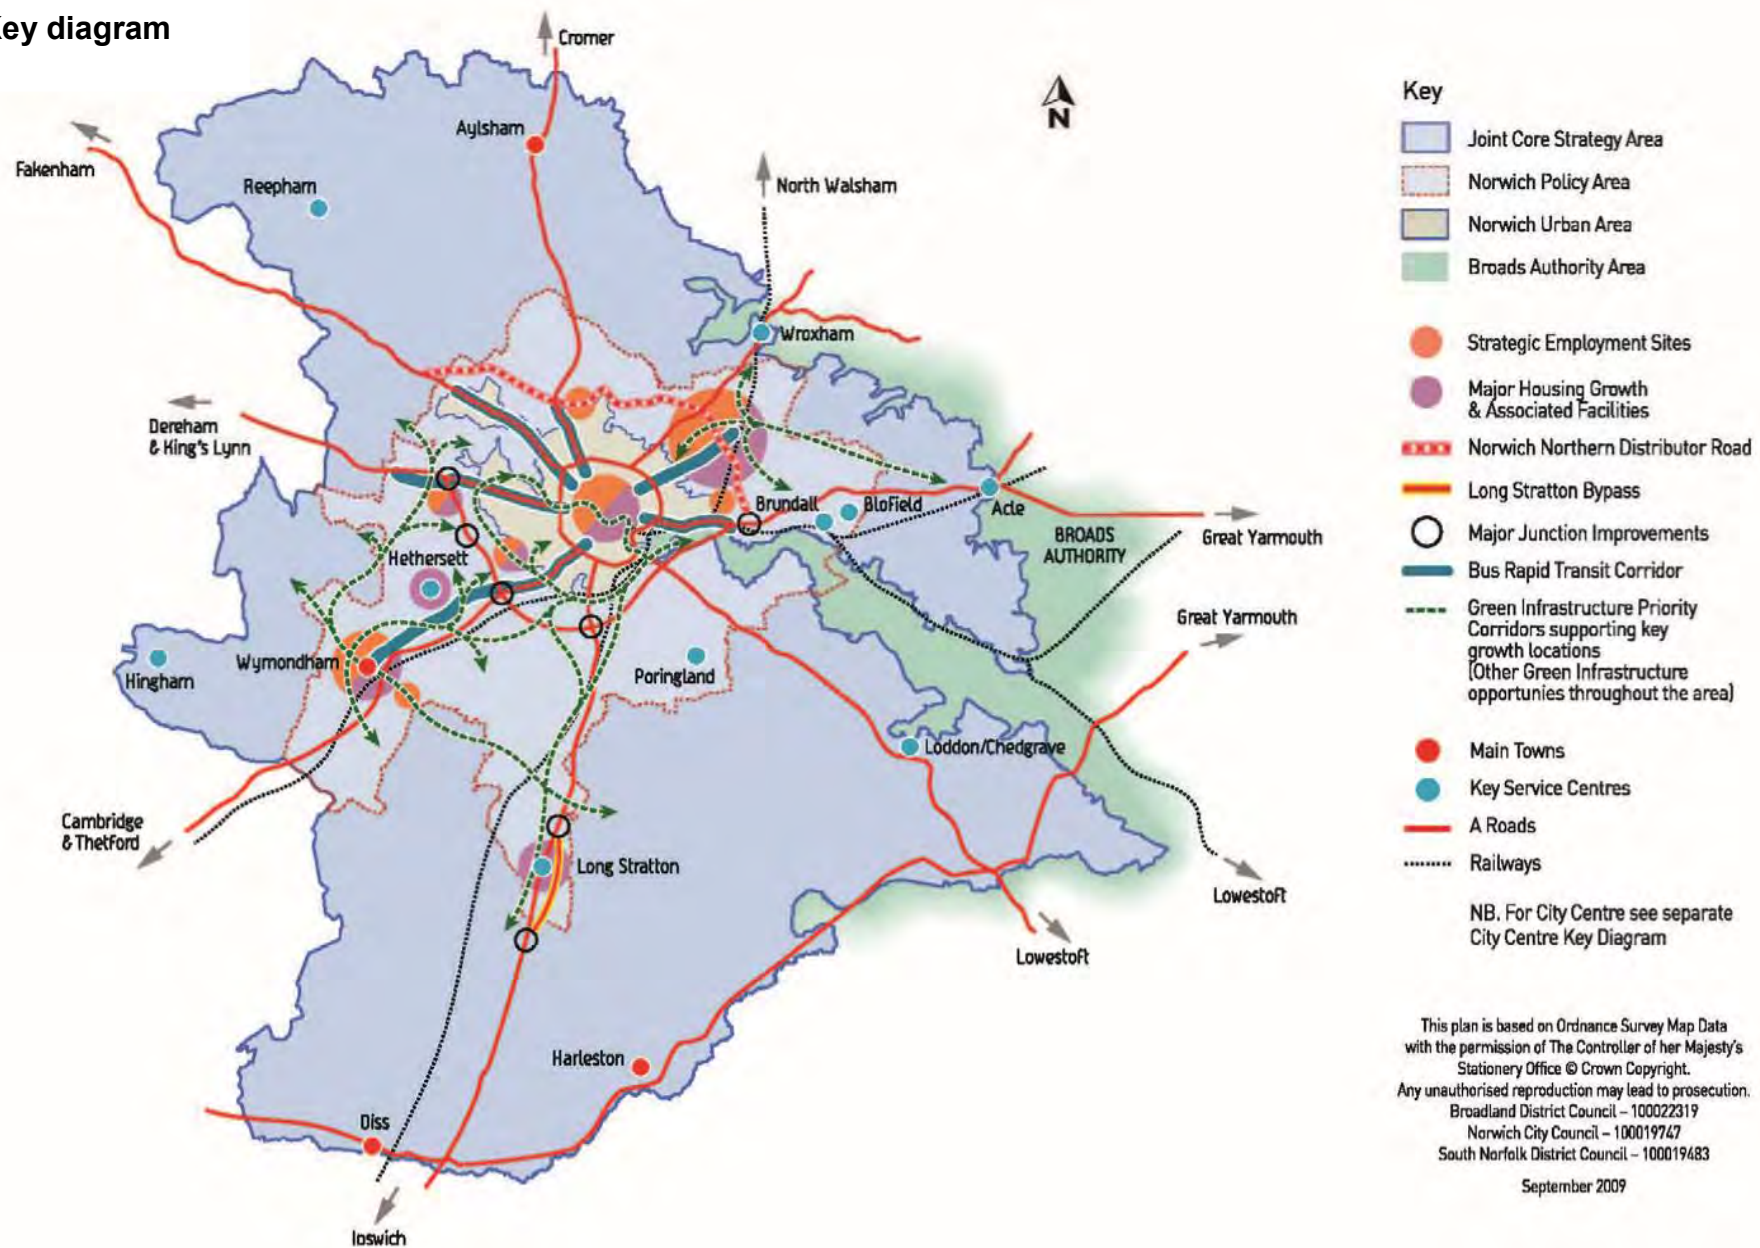 ey diagram
Cromer
Aylsham
Fakenham
Reepham
N
North Walsham
Wroxham
Dereham
& King's Lynn
Brundall
Blofield
Acle
BROADS
AUTHORITY
Great Yarmouth
Hethersett
Great Yarmouth
Wymondham
Hingham
Poringland
Loddon/Chedgrave
Cambridge
& Thetford
Long Stratton
Lowestoft
Lowestoft
Harleston
Diss
Ipswich
Key
Joint Core Strategy Area
Norwich Policy Area
Norwich Urban Area
Broads Authority Area
Strategic Employment Sites
Major Housing Growth
& Associated Facilities
Norwich Northern Distributor Road
Long Stratton Bypass
Major Junction Improvements
Bus Rapid Transit Corridor
Green Infrastructure Priority
Corridors supporting key
growth locations
(Other Green Infrastructure
opportunies throughout the area)
Main Towns
Key Service Centres
A Roads
Railways
NB. For City Centre see separate
City Centre Key Diagram
This plan is based on Ordnance Survey Map Data
with the permission of The Controller of her Majesty's
Stationery Office © Crown Copyright.
Any unauthorised reproduction may lead to prosecution.
Broadland District Council – 100022319
Norwich City Council – 100019747
South Norfolk District Council – 100019483
September 2009